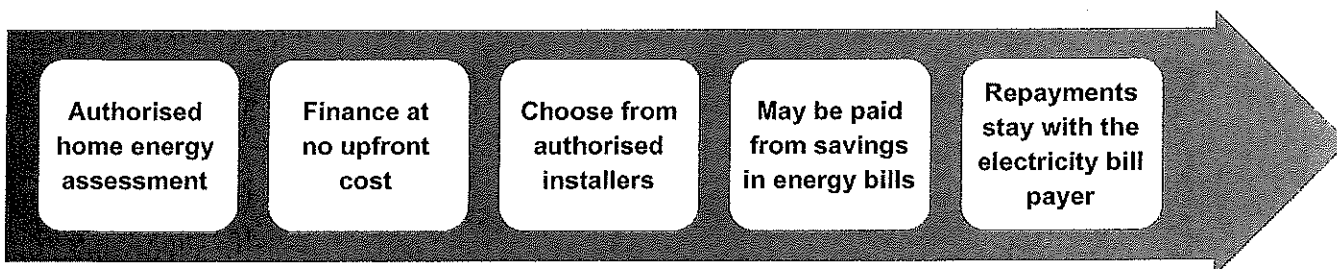 Authorised
home energy
assessment
Finance at
no upfront
cost
Choose from
authorised
installers
May be paid
from savings
in energy bills
Repayments
stay with the
electricity bill
payer